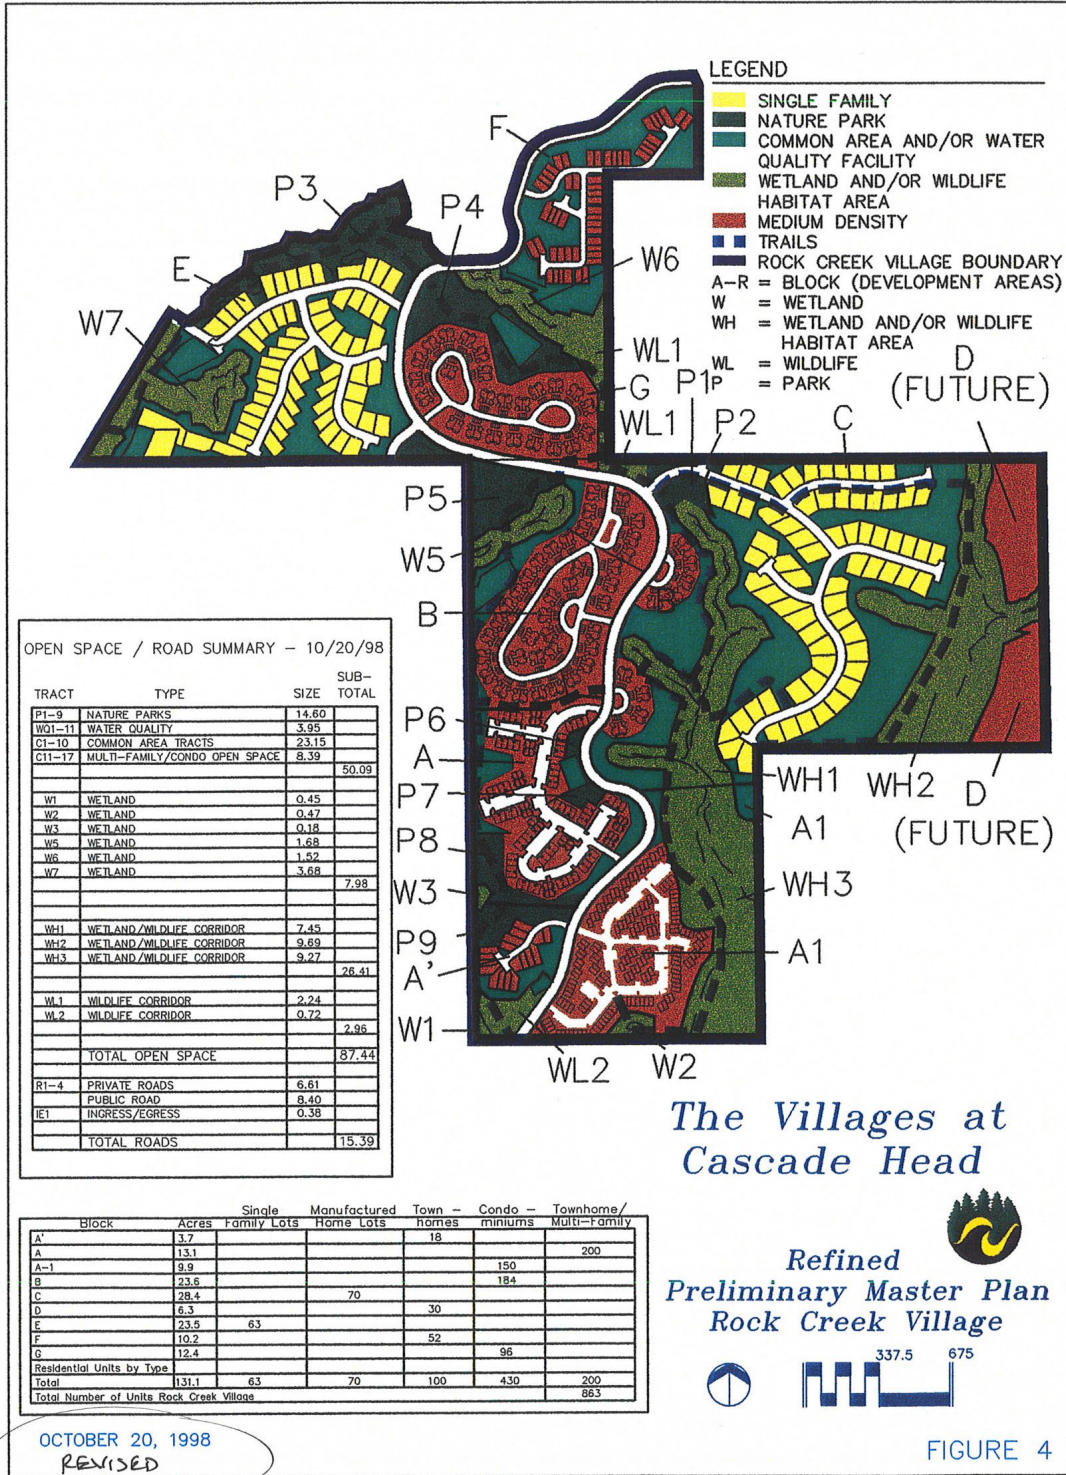 LEGEND
SINGLE FAMILY
NATURE PARK
COMMON AREA AND/OR WATER
QUALITY FACILITY
WETLAND AND/OR WILDLIFE
HABITAT AREA
MEDIUM DENSITY
TRAILS
ROCK CREEK VILLAGE BOUNDARY
A-R = BLOCK (DEVELOPMENT AREAS)
W = WETLAND
WH = WETLAND AND/OR WILDLIFE
HABITAT AREA
WL = WILDLIFE
P = PARK
F
P3
P4
E
W6
W7
WL1
G
P1
D
(FUTURE)
WL1
P2
C
P5
W5
B
P6
A
WH1
WH2
D
(FUTURE)
P7
A1
P8
WH3
W3
P9
A1
A'
W1
WL2
W2
OPEN SPACE / ROAD SUMMARY - 10/20/98
TRACT TYPE SIZE SUB-TOTAL
P1-9 NATURE PARKS 14.60
WQ1-11 WATER QUALITY 3.95
C1-10 COMMON AREA TRACTS 23.15
C11-17 MULTI-FAMILY/CONDO OPEN SPACE 8.39
50.09
W1 WETLAND 0.45
W2 WETLAND 0.47
W3 WETLAND 0.18
W5 WETLAND 1.68
W6 WETLAND 1.52
W7 WETLAND 3.68
7.98
WH1 WETLAND/WILDLIFE CORRIDOR 7.45
WH2 WETLAND/WILDLIFE CORRIDOR 9.69
WH3 WETLAND/WILDLIFE CORRIDOR 9.27
26.41
WL1 WILDLIFE CORRIDOR 2.24
WL2 WILDLIFE CORRIDOR 0.72
2.96
TOTAL OPEN SPACE 87.44
R1-4 PRIVATE ROADS 6.61
PUBLIC ROAD 8.40
IE1 INGRESS/EGRESS 0.38
TOTAL ROADS 15.39
The Villages at
Cascade Head
Refined
Preliminary Master Plan
Rock Creek Village
337.5 675
Block Acres Single Family Lots Manufactured Home Lots Town-homes Condo-miniums Townhome/Multi-Family
A' 3.7 18
A 13.1 200
A-1 9.9 150
B 23.6 184
C 28.4 70
D 6.3 30
E 23.5 63
F 10.2 52
G 12.4 96
Residential Units by Type
Total 131.1 63 70 100 430 200
Total Number of Units Rock Creek Village 863
OCTOBER 20, 1998
REVISED
FIGURE 4